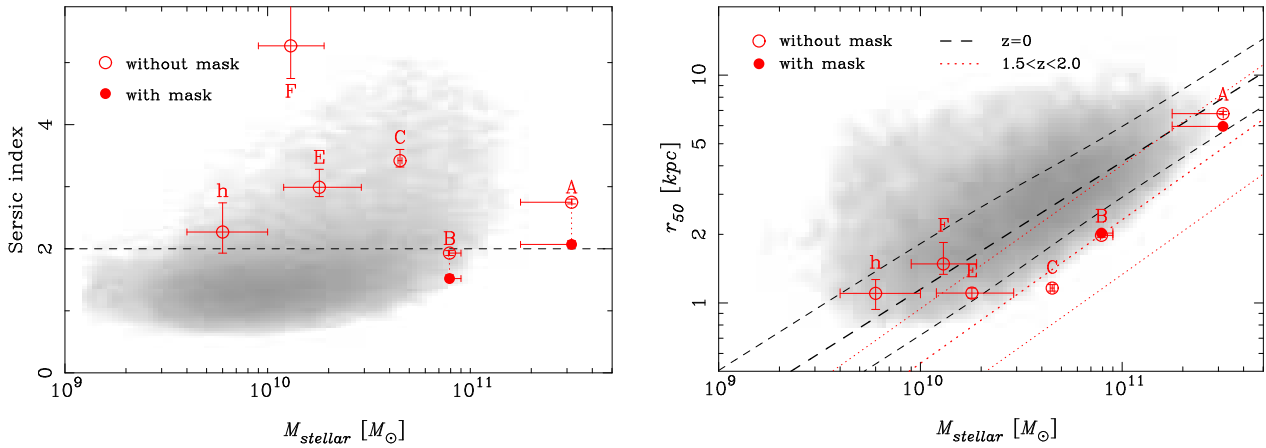 without mask
with mask
F
C
E
h
A
B
4
2
0
Sersic index
10^9
10^10
10^11
M_stellar [M_⊙]
without mask
with mask
z=0
1.5<z<2.0
A
B
F
h
E
C
10
5
2
1
r_50 [kpc]
10^9
10^10
10^11
M_stellar [M_⊙]